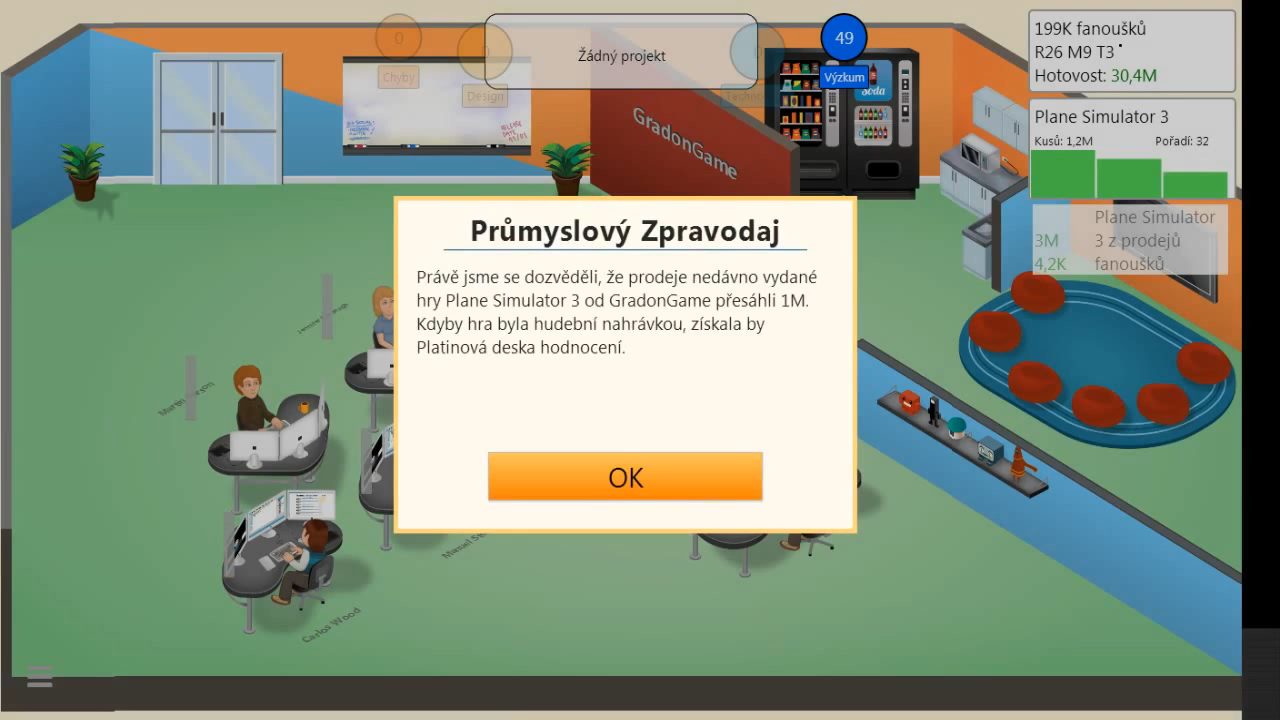 0
Chyby
Design
Žádný projekt
49
Výzkum
Soda
GradonGame
199K fanoušků
R26 M9 T3
Hotovost: 30,4M
Plane Simulator 3
Kusů: 1,2M
Pořadí: 32
Plane Simulator
3M 3 z prodejů
4,2K fanoušků
Průmyslový Zpravodaj
Právě jsme se dozvěděli, že prodeje nedávno vydané
hry Plane Simulator 3 od GradonGame přesáhli 1M.
Kdyby hra byla hudební nahrávkou, získala by
Platinová deska hodnocení.
OK
Carlos Wood